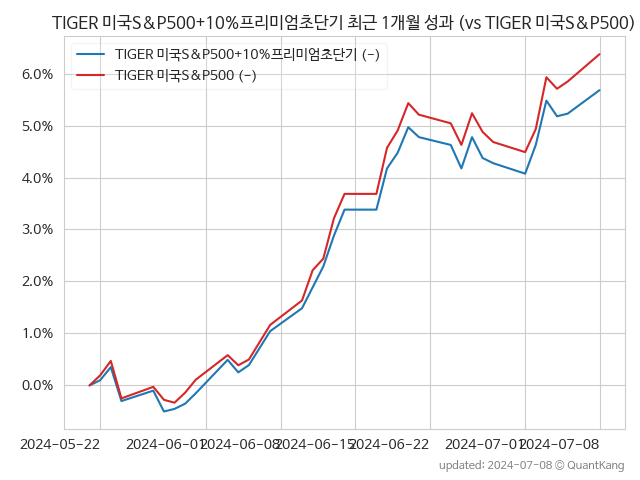 TIGER 미국S&P500+10%프리미엄초단기 최근 1개월 성과 (vs TIGER 미국S&P500)
TIGER 미국S&P500+10%프리미엄초단기 (-)
TIGER 미국S&P500 (-)
6.0%
5.0%
4.0%
3.0%
2.0%
1.0%
0.0%
2024-05-22 2024-06-01 2024-06-08 2024-06-15 2024-06-22 2024-07-01 2024-07-08
updated: 2024-07-08 © QuantKang